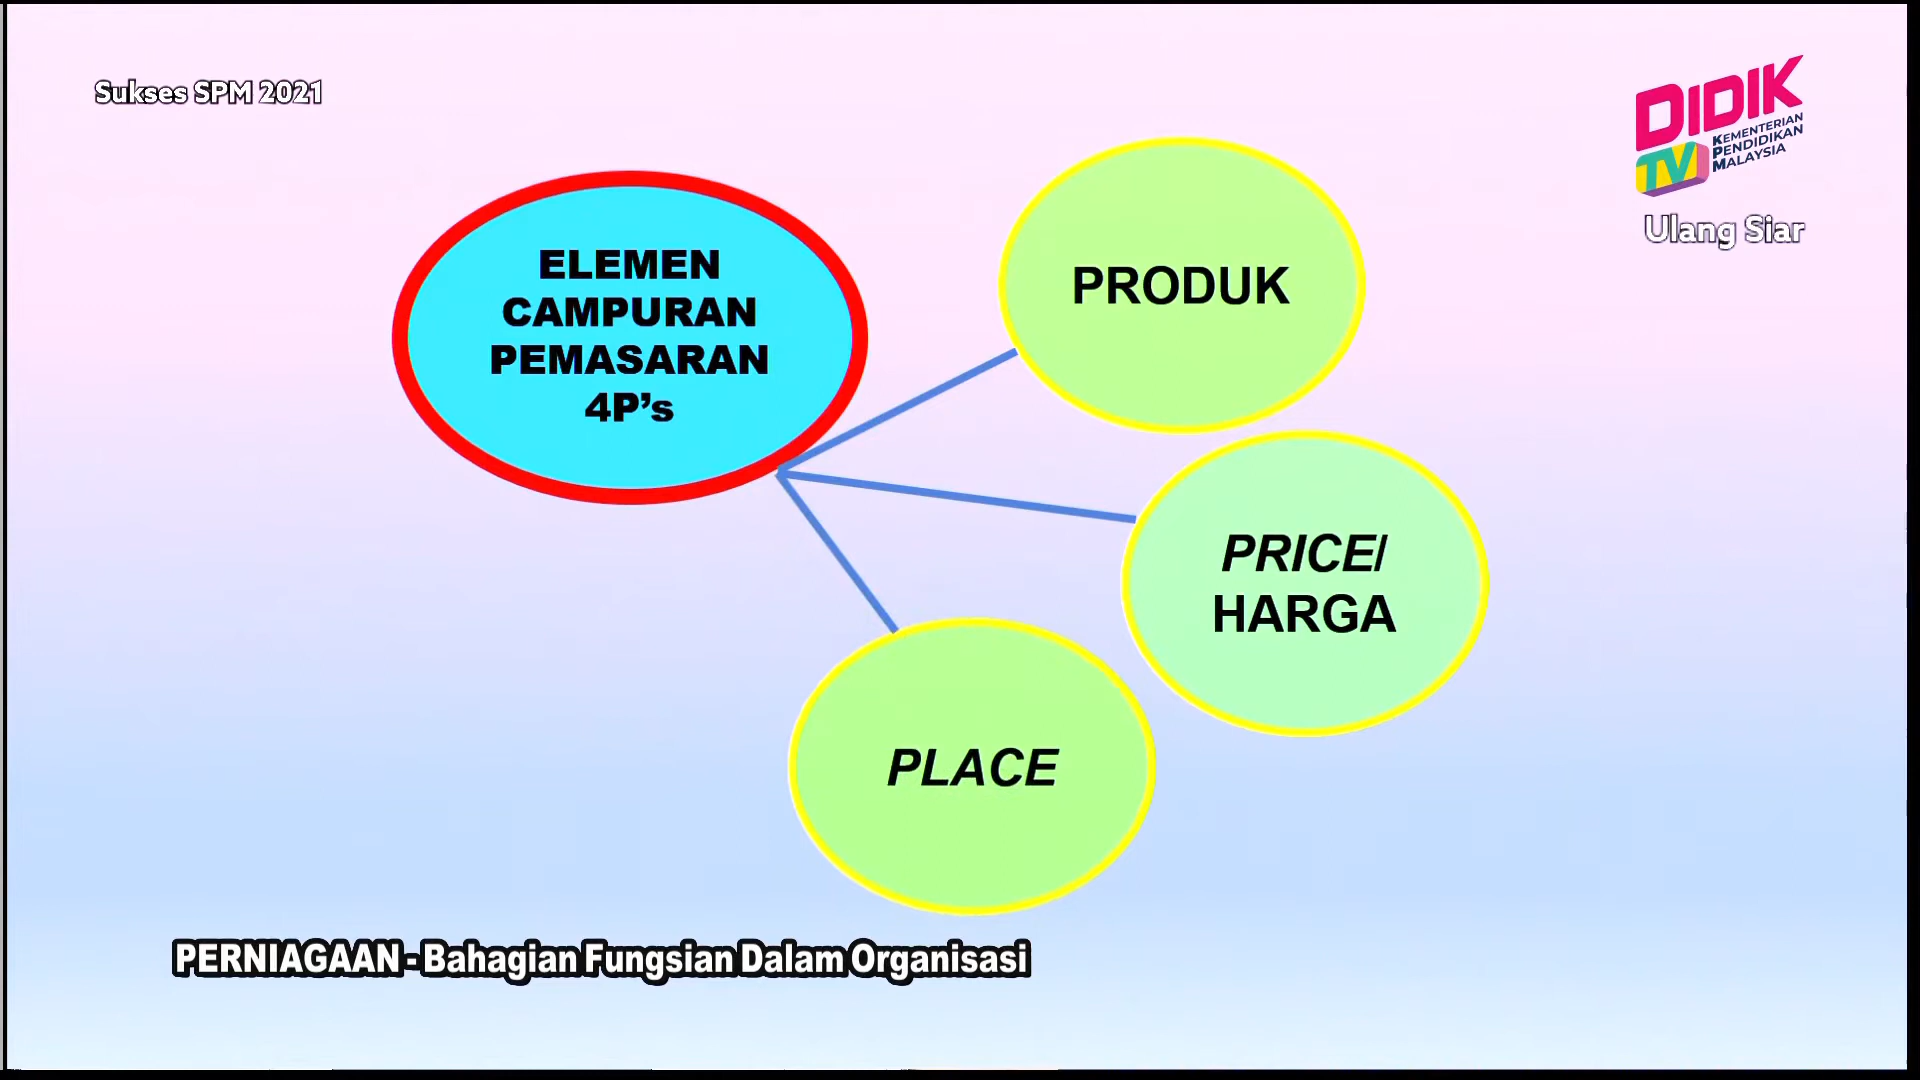 Sukses SPM 2021
DIDIK
TV
KEMENTERIAN
PENDIDIKAN
MALAYSIA
Ulang Siar
ELEMEN
CAMPURAN
PEMASARAN
4P's
PRODUK
PRICE/
HARGA
PLACE
PERNIAGAAN - Bahagian Fungsian Dalam Organisasi